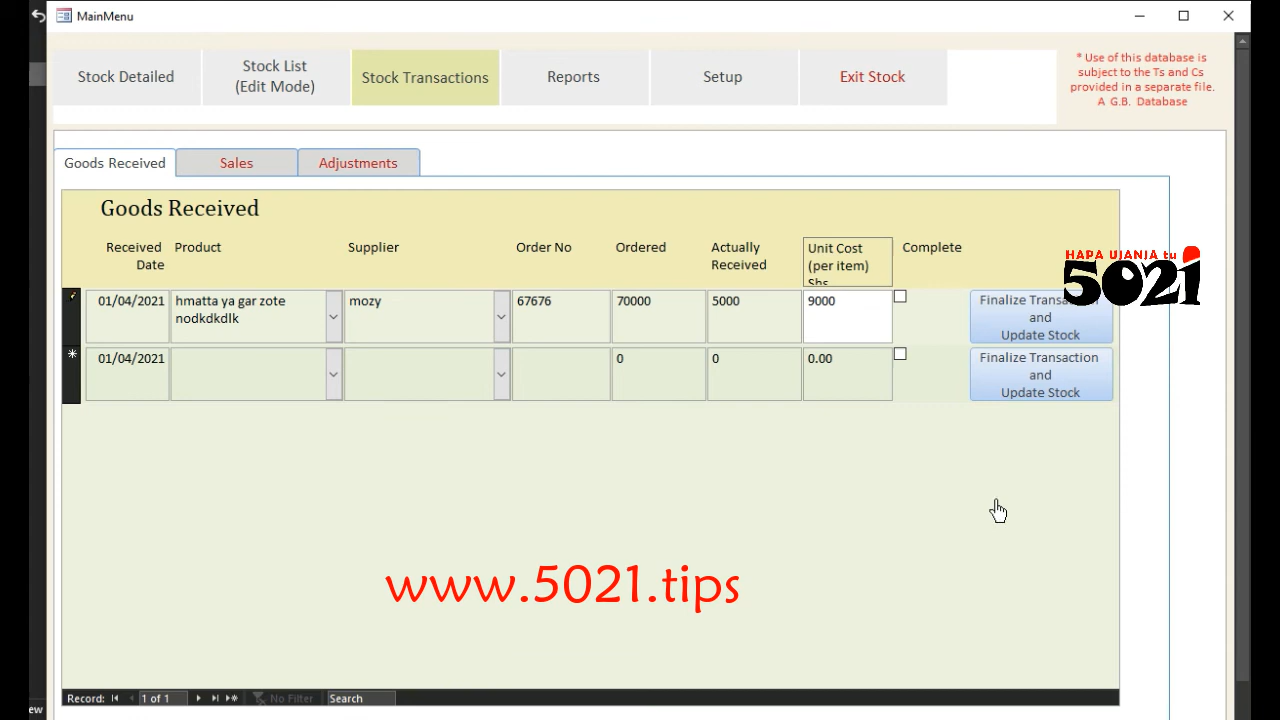 MainMenu
Stock Detailed
Stock List
(Edit Mode)
Stock Transactions
Reports
Setup
Exit Stock
* Use of this database is
subject to the Ts and Cs
provided in a separate file.
A G.B. Database
Goods Received
Sales
Adjustments
Goods Received
Received
Date
Product
Supplier
Order No
Ordered
Actually
Received
Unit Cost
(per item)
Shs
Complete
HAPA UJANJA tu
5021
01/04/2021
hmatta ya gar zote
nodkdkdlk
mozy
67676
70000
5000
9000
Finalize
and
Update Stock
01/04/2021
0
0
0.00
Finalize Transaction
and
Update Stock
www.5021.tips
Record:
1 of 1
No Filter
Search
ew